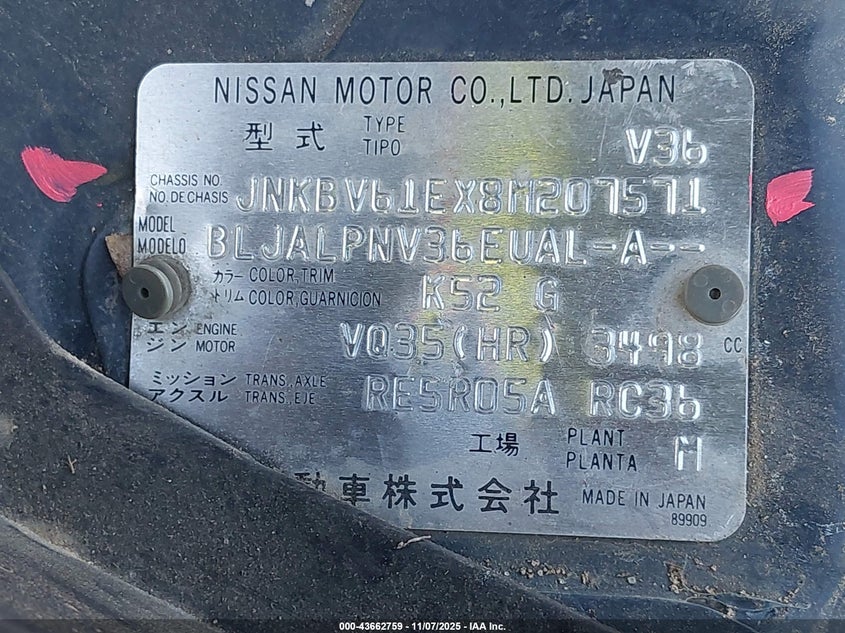 NISSAN MOTOR CO.,LTD. JAPAN
型式 TYPE TIPO V36
CHASSIS NO. NO. DE CHASIS JNKBV61EX8M207571
MODEL MODELO BLJALPNV36EUAL-A--
カラー COLOR,TRIM トリム COLOR,GUARNICION K52 G
エンジン ENGINE MOTOR VQ35(HR) 3498 CC
ミッション TRANS.,AXLE アクスル TRANS.,EJE RE5R05A RC36
工場 PLANT PLANTA M
動車株式会社 MADE IN JAPAN
89909
000-43662759 - 11/07/2025 - IAA Inc.